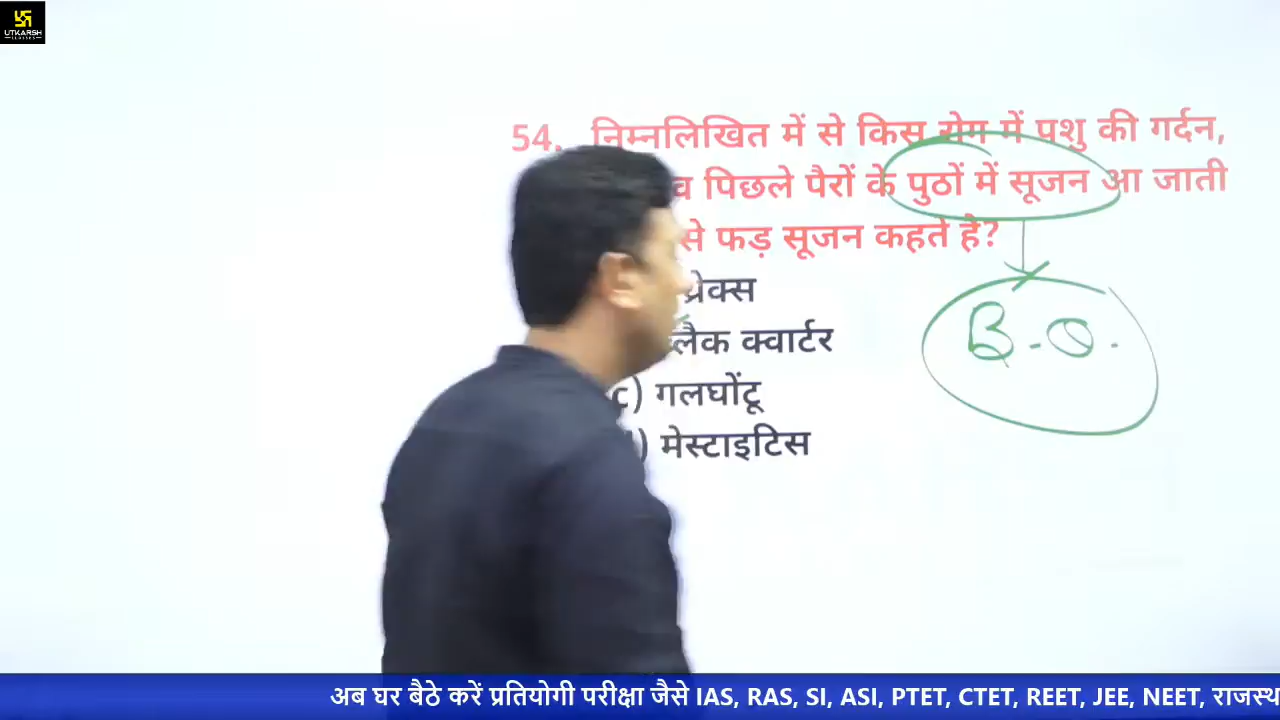 UTKARSH
CLASSES
54. निम्नलिखित में से किस रोग में पशु की गर्दन,
व पिछले पैरों के पुठों में सूजन आ जाती
से फड़ सूजन कहते हैं?
थ्रेक्स
ब्लैक क्वार्टर
c) गलघोंटू
) मेस्टाइटिस
B.Q.
अब घर बैठे करें प्रतियोगी परीक्षा जैसे IAS, RAS, SI, ASI, PTET, CTET, REET, JEE, NEET, राजस्थ